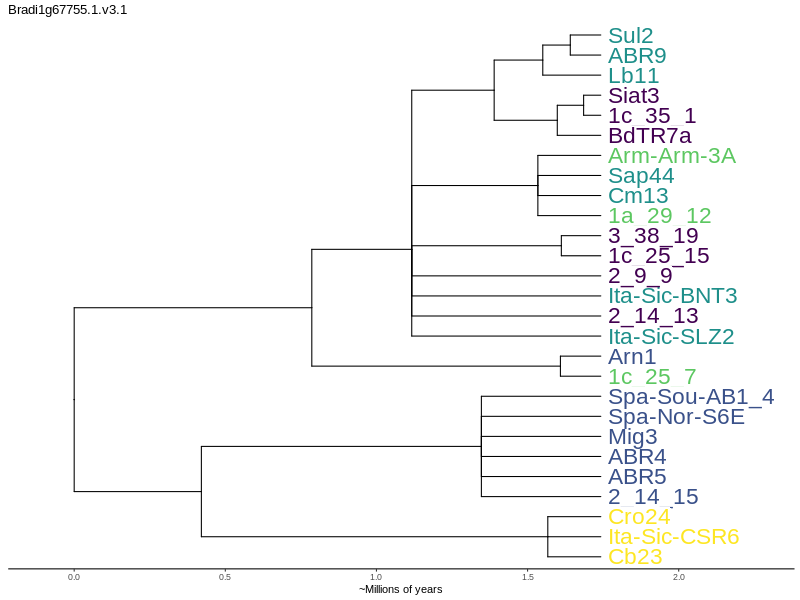 Bradi1g67755.1.v3.1
Sul2
ABR9
Lb11
Siat3
1c_35_1
BdTR7a
Arm-Arm-3A
Sap44
Cm13
1a_29_12
3_38_19
1c_25_15
2_9_9
Ita-Sic-BNT3
2_14_13
Ita-Sic-SLZ2
Arn1
1c_25_7
Spa-Sou-AB1_4
Spa-Nor-S6E
Mig3
ABR4
ABR5
2_14_15
Cro24
Ita-Sic-CSR6
Cb23
0.0 0.5 1.0 1.5 2.0
~Millions of years